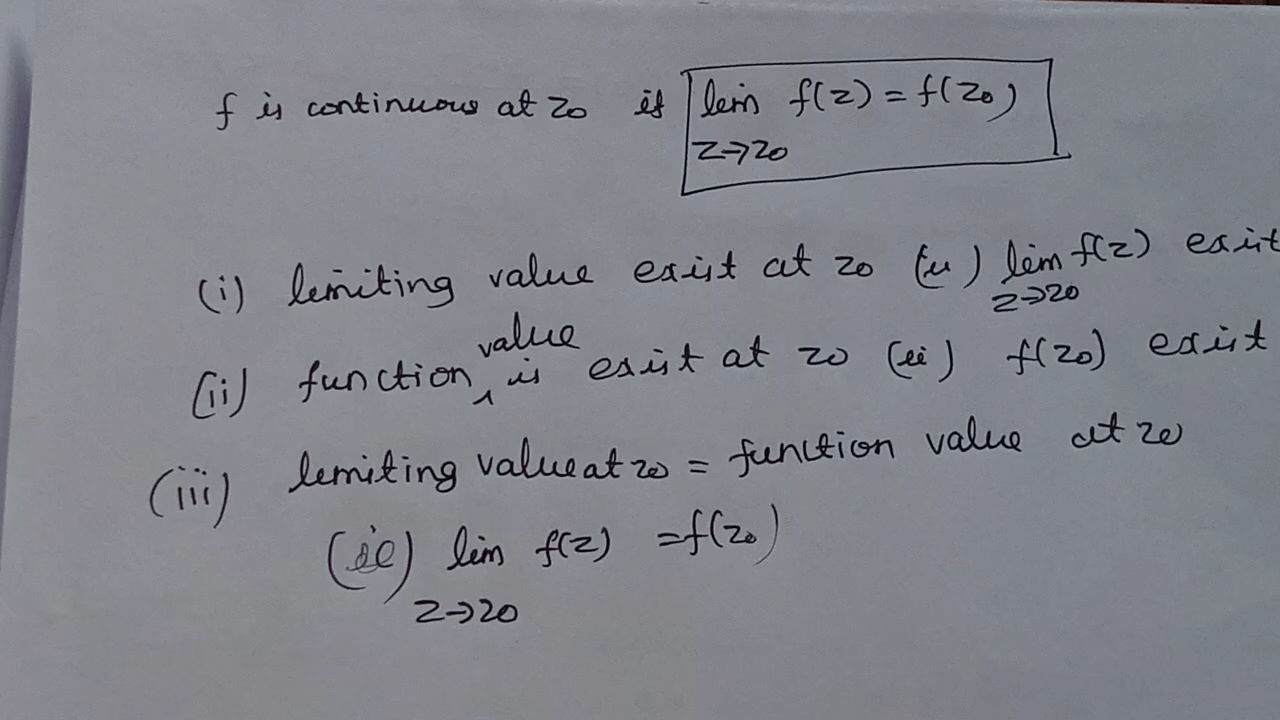 f is continuous at z0 if lim f(z) = f(z0)
z→z0
(i) limiting value exist at z0 (ie) lim f(z) exist
z→z0
value
(ii) function ‸ is exist at z0 (ie) f(z0) exist
(iii) limiting value at z0 = function value at z0
(ie) lim f(z) = f(z0)
z→z0